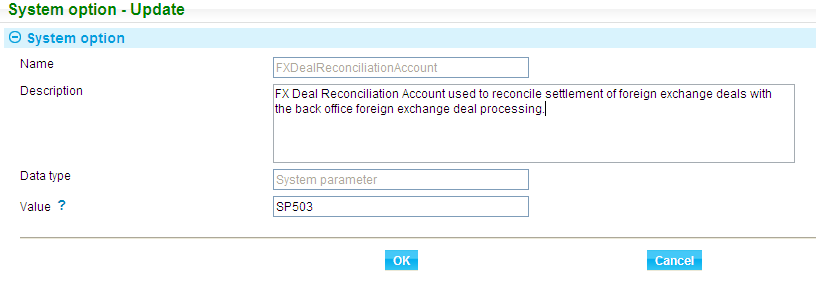 System option - Update
System option
Name
FXDealReconciliationAccount
Description
FX Deal Reconciliation Account used to reconcile settlement of foreign exchange deals with
the back office foreign exchange deal processing.
Data type
System parameter
Value ?
SP503
OK
Cancel